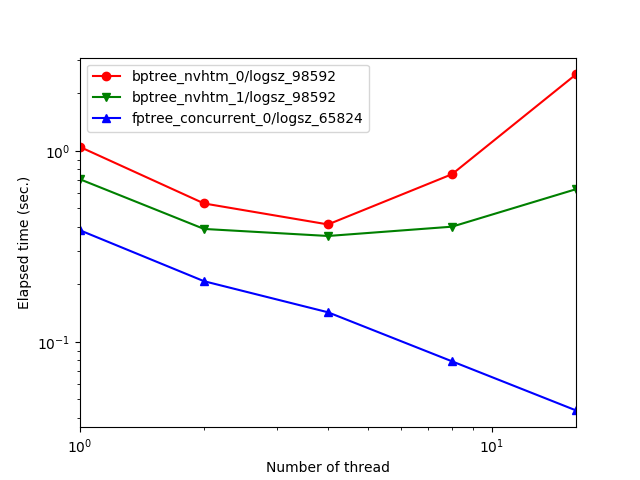 bptree_nvhtm_0/logsz_98592
bptree_nvhtm_1/logsz_98592
fptree_concurrent_0/logsz_65824
Elapsed time (sec.)
10⁰
10⁻¹
10⁰
10¹
Number of thread